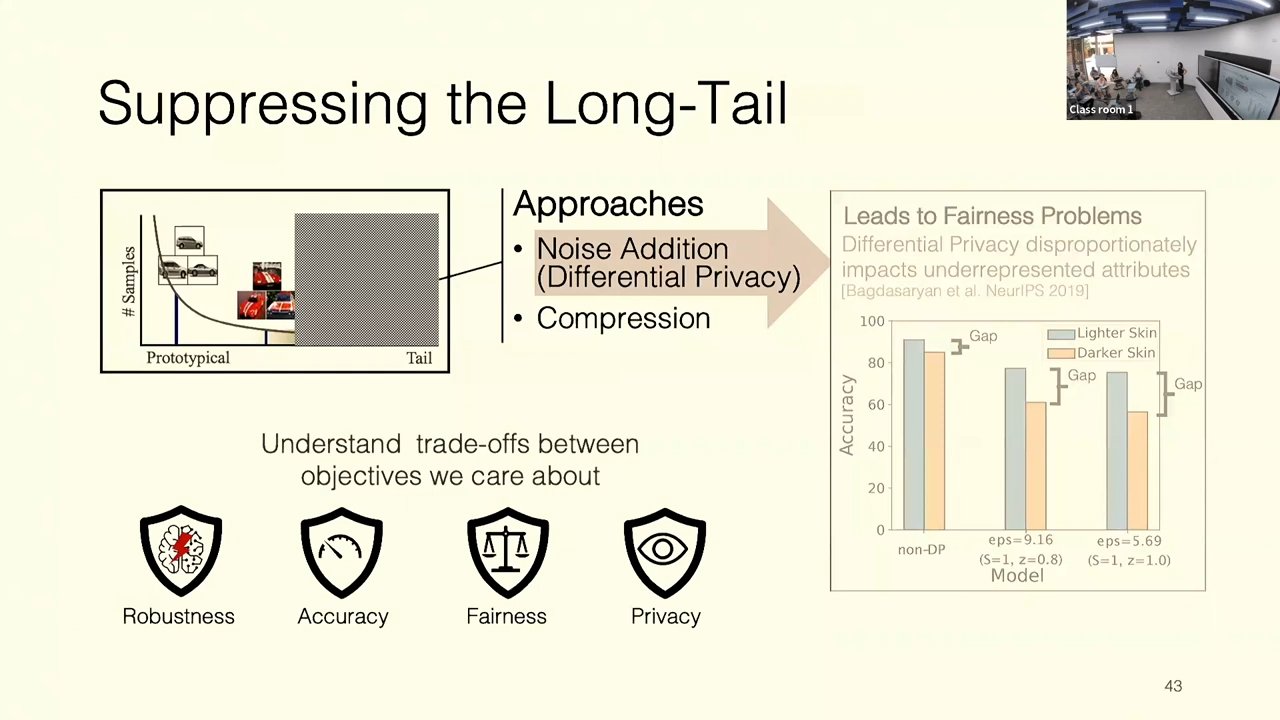 Suppressing the Long-Tail
Class room 1
# Samples
Prototypical
Tail
Approaches
• Noise Addition
(Differential Privacy)
• Compression
Leads to Fairness Problems
Differential Privacy disproportionately
impacts underrepresented attributes
[Bagdasaryan et al. NeurIPS 2019]
100
80
60
40
20
0
Accuracy
Lighter Skin
Darker Skin
Gap
Gap
Gap
non-DP
eps=9.16
(S=1, z=0.8)
eps=5.69
(S=1, z=1.0)
Model
Understand trade-offs between
objectives we care about
Robustness
Accuracy
Fairness
Privacy
43